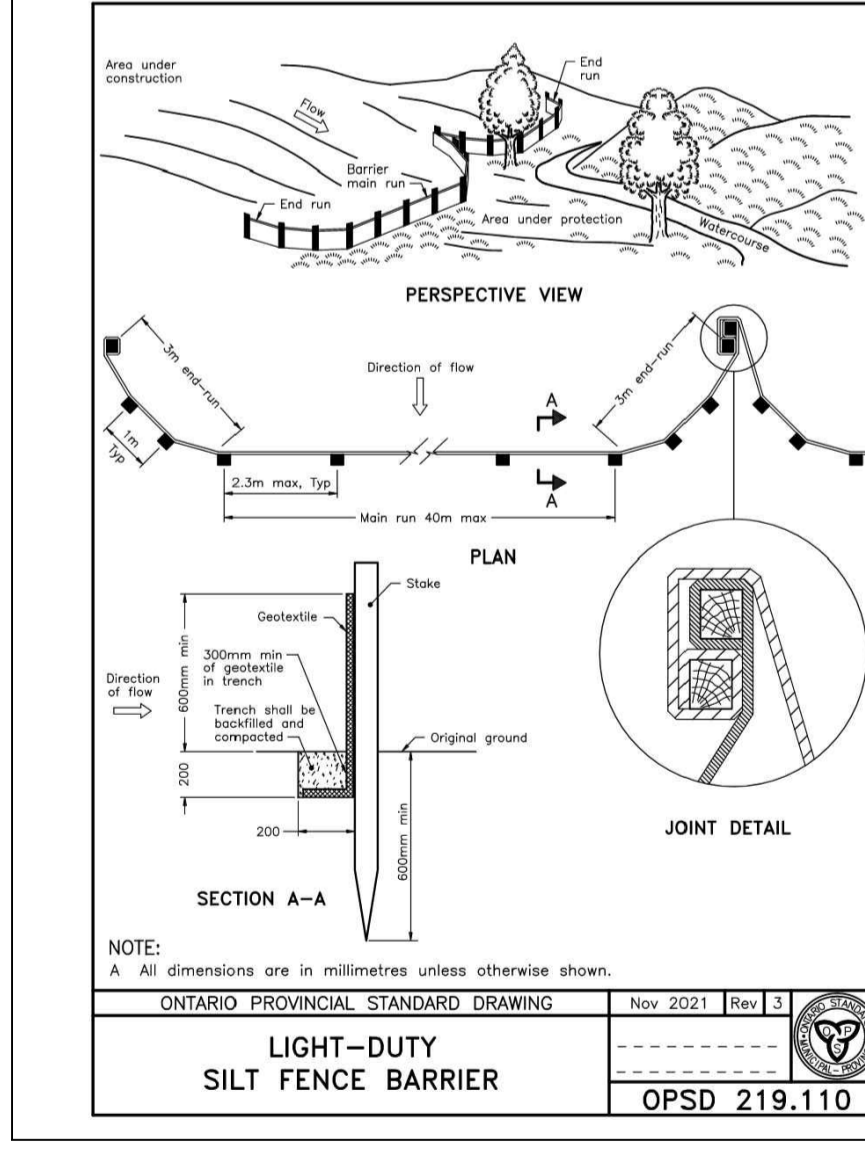 Area under
construction
Flow
End
run
Barrier
main run
End run
Area under protection
Watercourse
PERSPECTIVE VIEW
3m end-run
Direction of flow
3m end-run
A
1m
Typ
2.3m max, Typ
A
Main run 40m max
PLAN
Stake
Geotextile
600mm min
300mm min
of geotextile
in trench
Direction
of flow
Trench shall be
backfilled and
compacted
Original ground
200
200
600mm min
JOINT DETAIL
SECTION A-A
NOTE:
A All dimensions are in millimetres unless otherwise shown.
ONTARIO PROVINCIAL STANDARD DRAWING
Nov 2021 Rev 3
LIGHT-DUTY
SILT FENCE BARRIER
OPS
OPSD 219.110